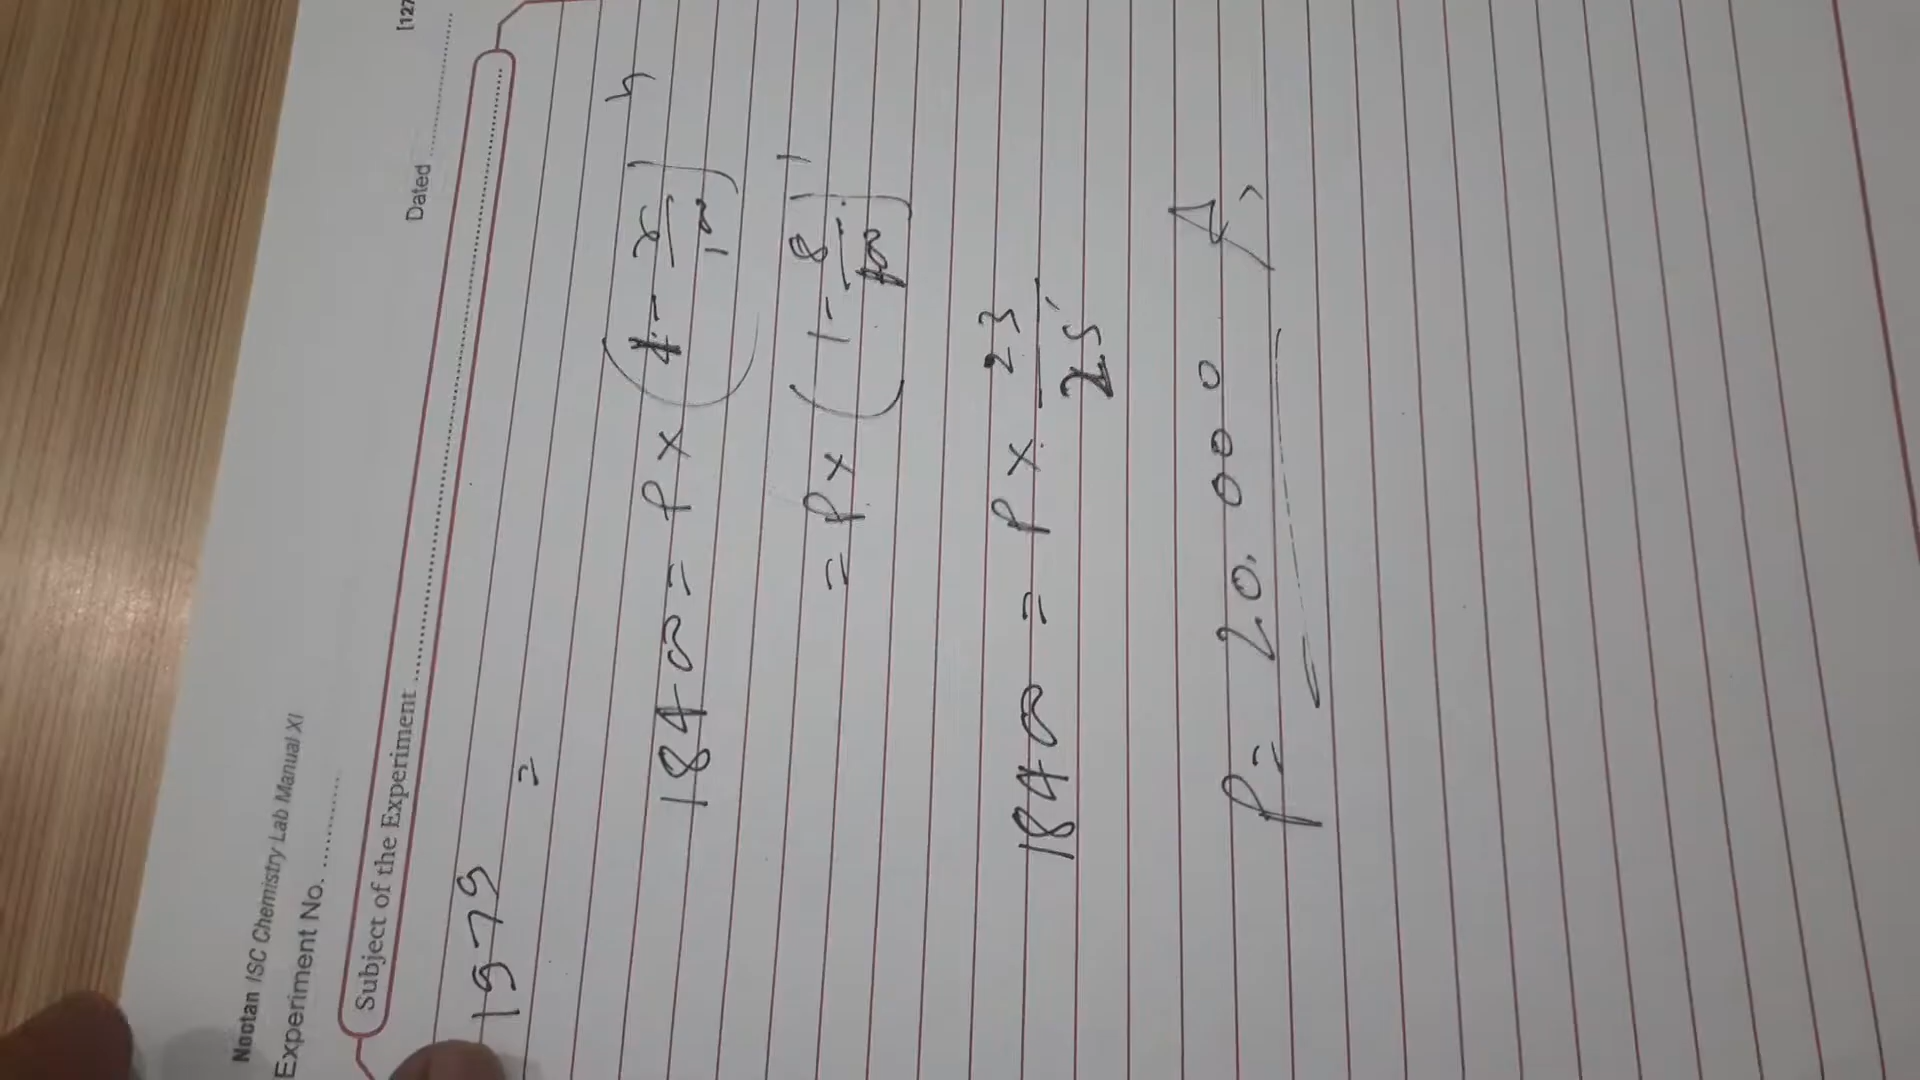 [127
Nootan ISC Chemistry Lab Manual XI
Experiment No. ............ Dated ............
Subject of the Experiment ............
1975
=
1840 = P × (1 - r/100)^n
= P × (1 - 8/100)^1
1840 = P × 23/25
P = 20.000